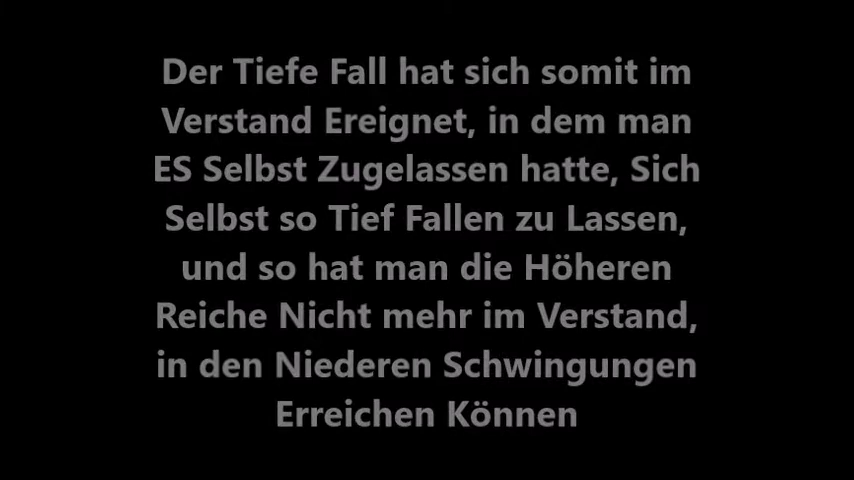 Der Tiefe Fall hat sich somit im
Verstand Ereignet, in dem man
ES Selbst Zugelassen hatte, Sich
Selbst so Tief Fallen zu Lassen,
und so hat man die Höheren
Reiche Nicht mehr im Verstand,
in den Niederen Schwingungen
Erreichen Können